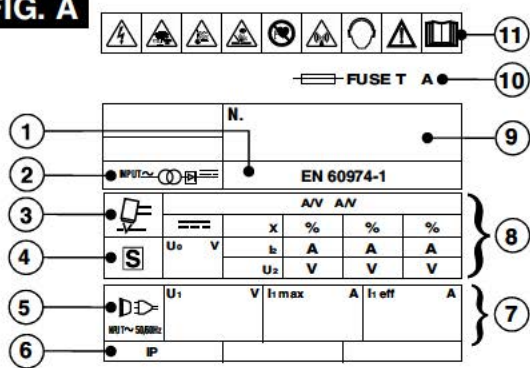 FIG. A
11
FUSE T A
10
N.
1
9
2
INPUT~
EN 60974-1
3
A/V A/V
X % % %
8
4
S
U0 V
I2 A A A
U2 V V V
5
U1 V I1 max A I1 eff A
7
INPUT~ 50/60Hz
6
IP